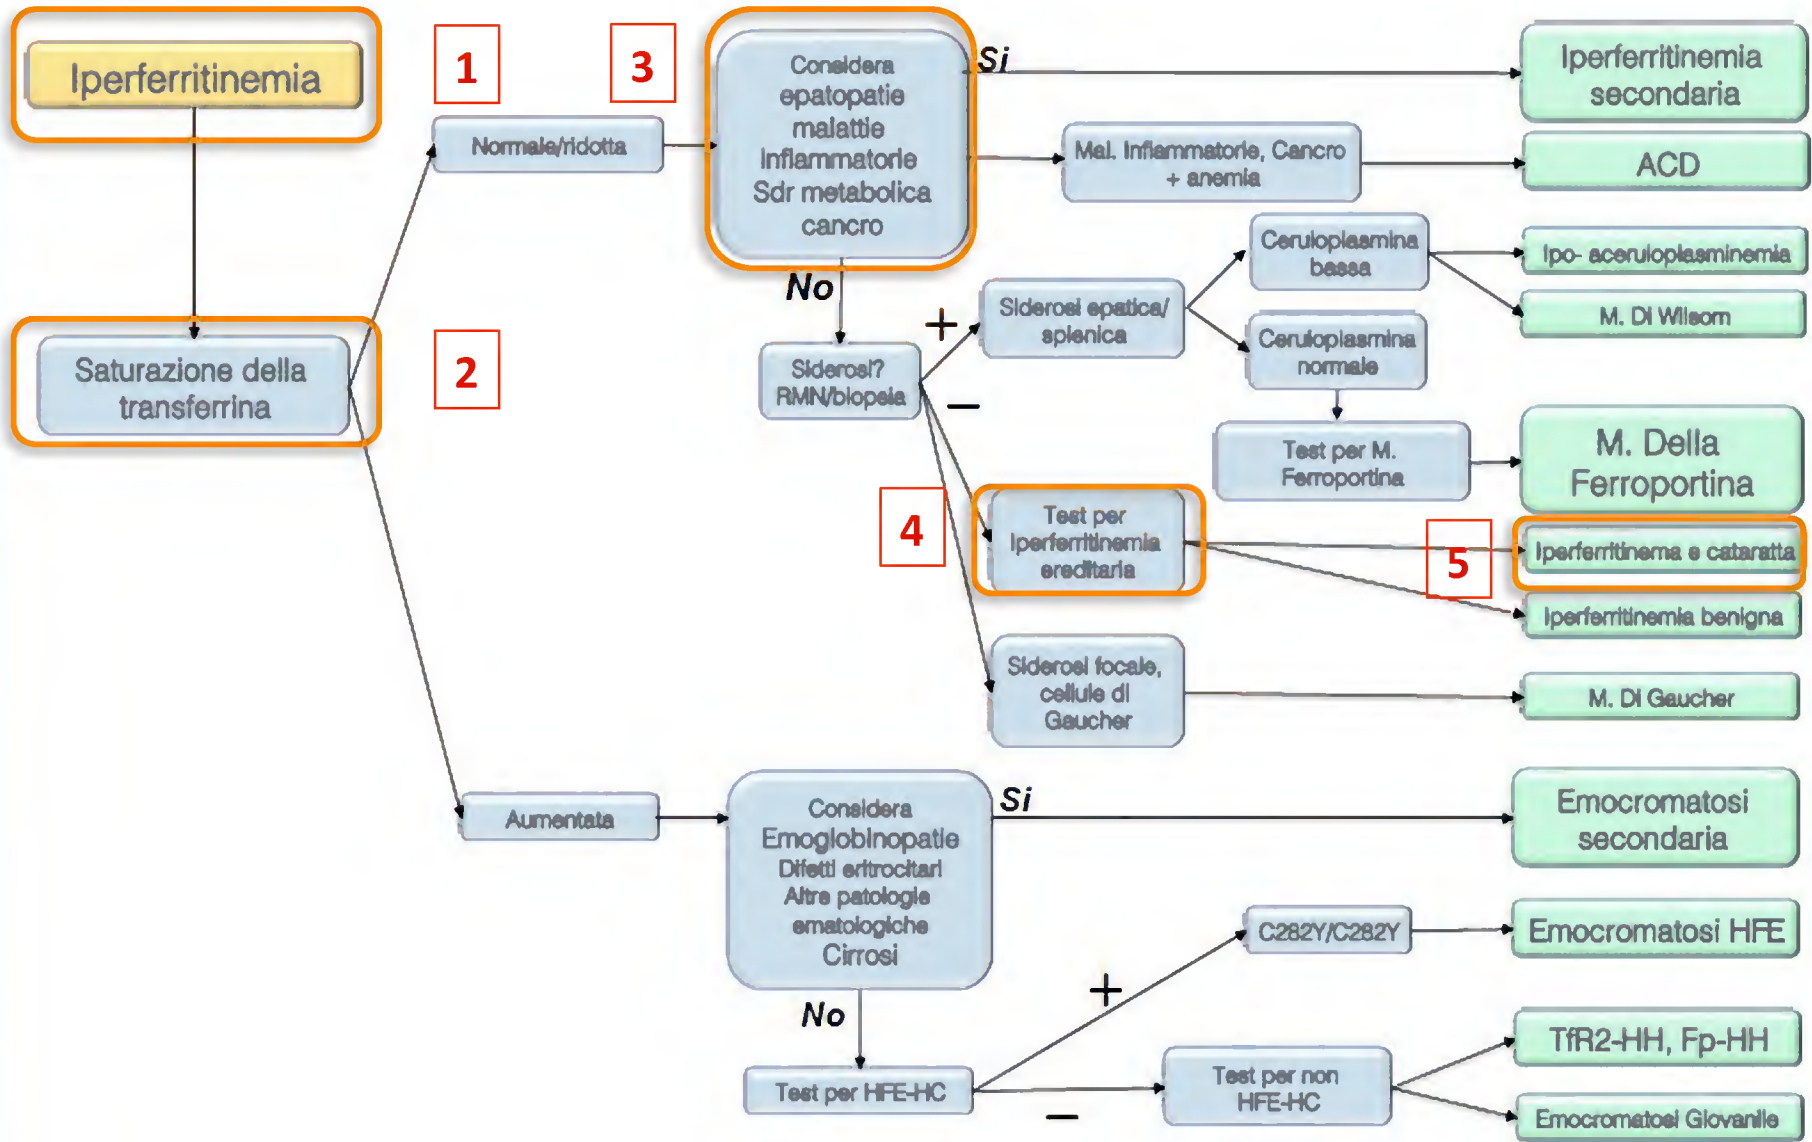 Iperferritinemia
1
3
Normale/ridotta
Considera
epatopatie
malattie
infiammatorie
Sdr metabolica
cancro
Si
Iperferritinemia
secondaria
Mal. Infiammatorie, Cancro
+ anemia
ACD
No
Saturazione della
transferrina
2
Siderosi?
RMN/biopsia
+
−
Siderosi epatica/
splenica
Ceruloplasmina
bassa
Ipo- aceruloplasminemia
M. Di Wilsom
Ceruloplasmina
normale
Test per M.
Ferroportina
M. Della
Ferroportina
4
Test per
Iperferritinemia
ereditaria
5
Iperferritinema e cataratta
Iperferritinemia benigna
Siderosi focale,
cellule di
Gaucher
M. Di Gaucher
Aumentata
Considera
Emoglobinopatie
Difetti eritrocitari
Altre patologie
ematologiche
Cirrosi
Si
Emocromatosi
secondaria
No
Test per HFE-HC
+
C282Y/C282Y
Emocromatosi HFE
−
Test per non
HFE-HC
TfR2-HH, Fp-HH
Emocromatosi Giovanile